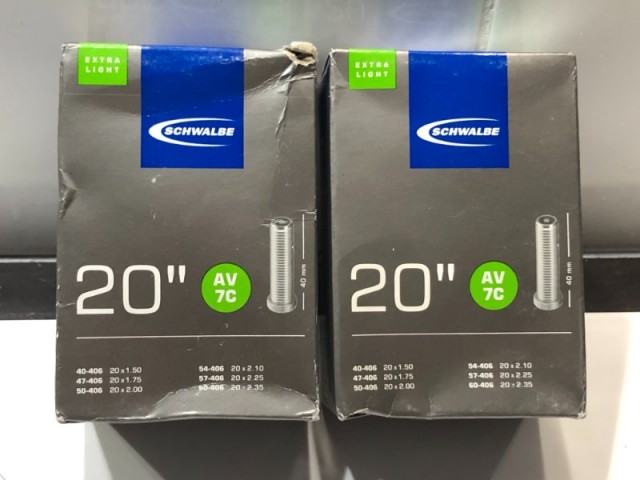 EXTRA
LIGHT
SCHWALBE
20"
AV
7C
40 mm
40-406 20 x 1.50
47-406 20 x 1.75
50-406 20 x 2.00
54-406 20 x 2.10
57-406 20 x 2.25
60-406 20 x 2.35
EXTRA
LIGHT
SCHWALBE
20"
AV
7C
40 mm
40-406 20 x 1.50
47-406 20 x 1.75
50-406 20 x 2.00
54-406 20 x 2.10
57-406 20 x 2.25
60-406 20 x 2.35